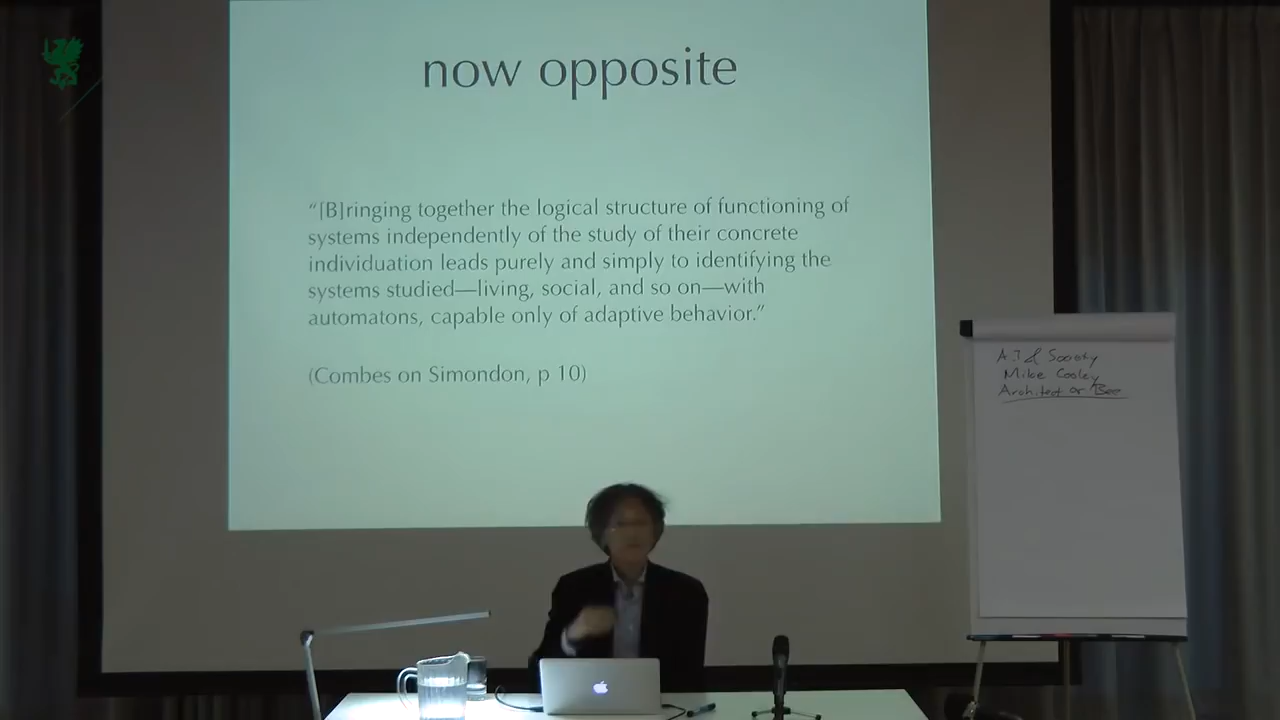 now opposite
“[B]ringing together the logical structure of functioning of
systems independently of the study of their concrete
individuation leads purely and simply to identifying the
systems studied—living, social, and so on—with
automatons, capable only of adaptive behavior.”
(Combes on Simondon, p 10)
A.I & Society
Mike Cooley
Architect or Bee